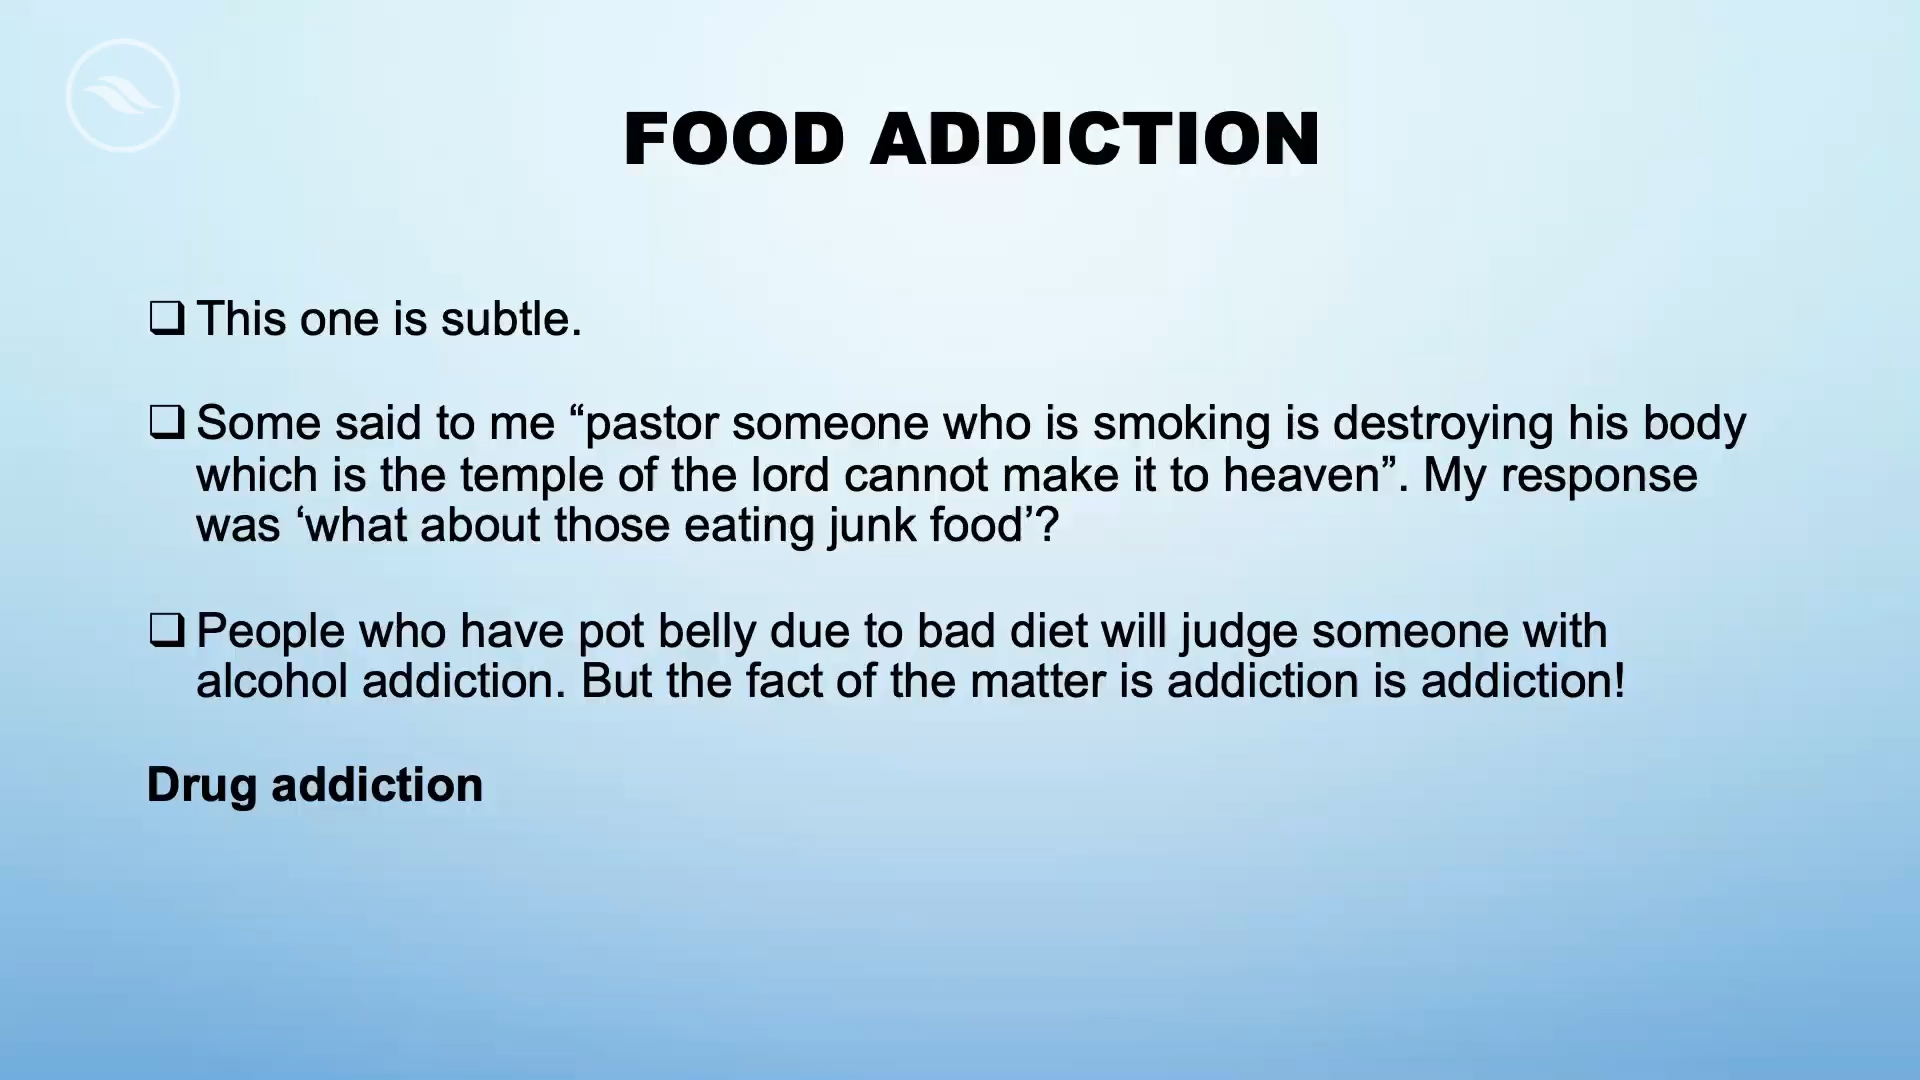 FOOD ADDICTION
❑ This one is subtle.
❑ Some said to me “pastor someone who is smoking is destroying his body
which is the temple of the lord cannot make it to heaven”. My response
was ‘what about those eating junk food’?
❑ People who have pot belly due to bad diet will judge someone with
alcohol addiction. But the fact of the matter is addiction is addiction!
Drug addiction